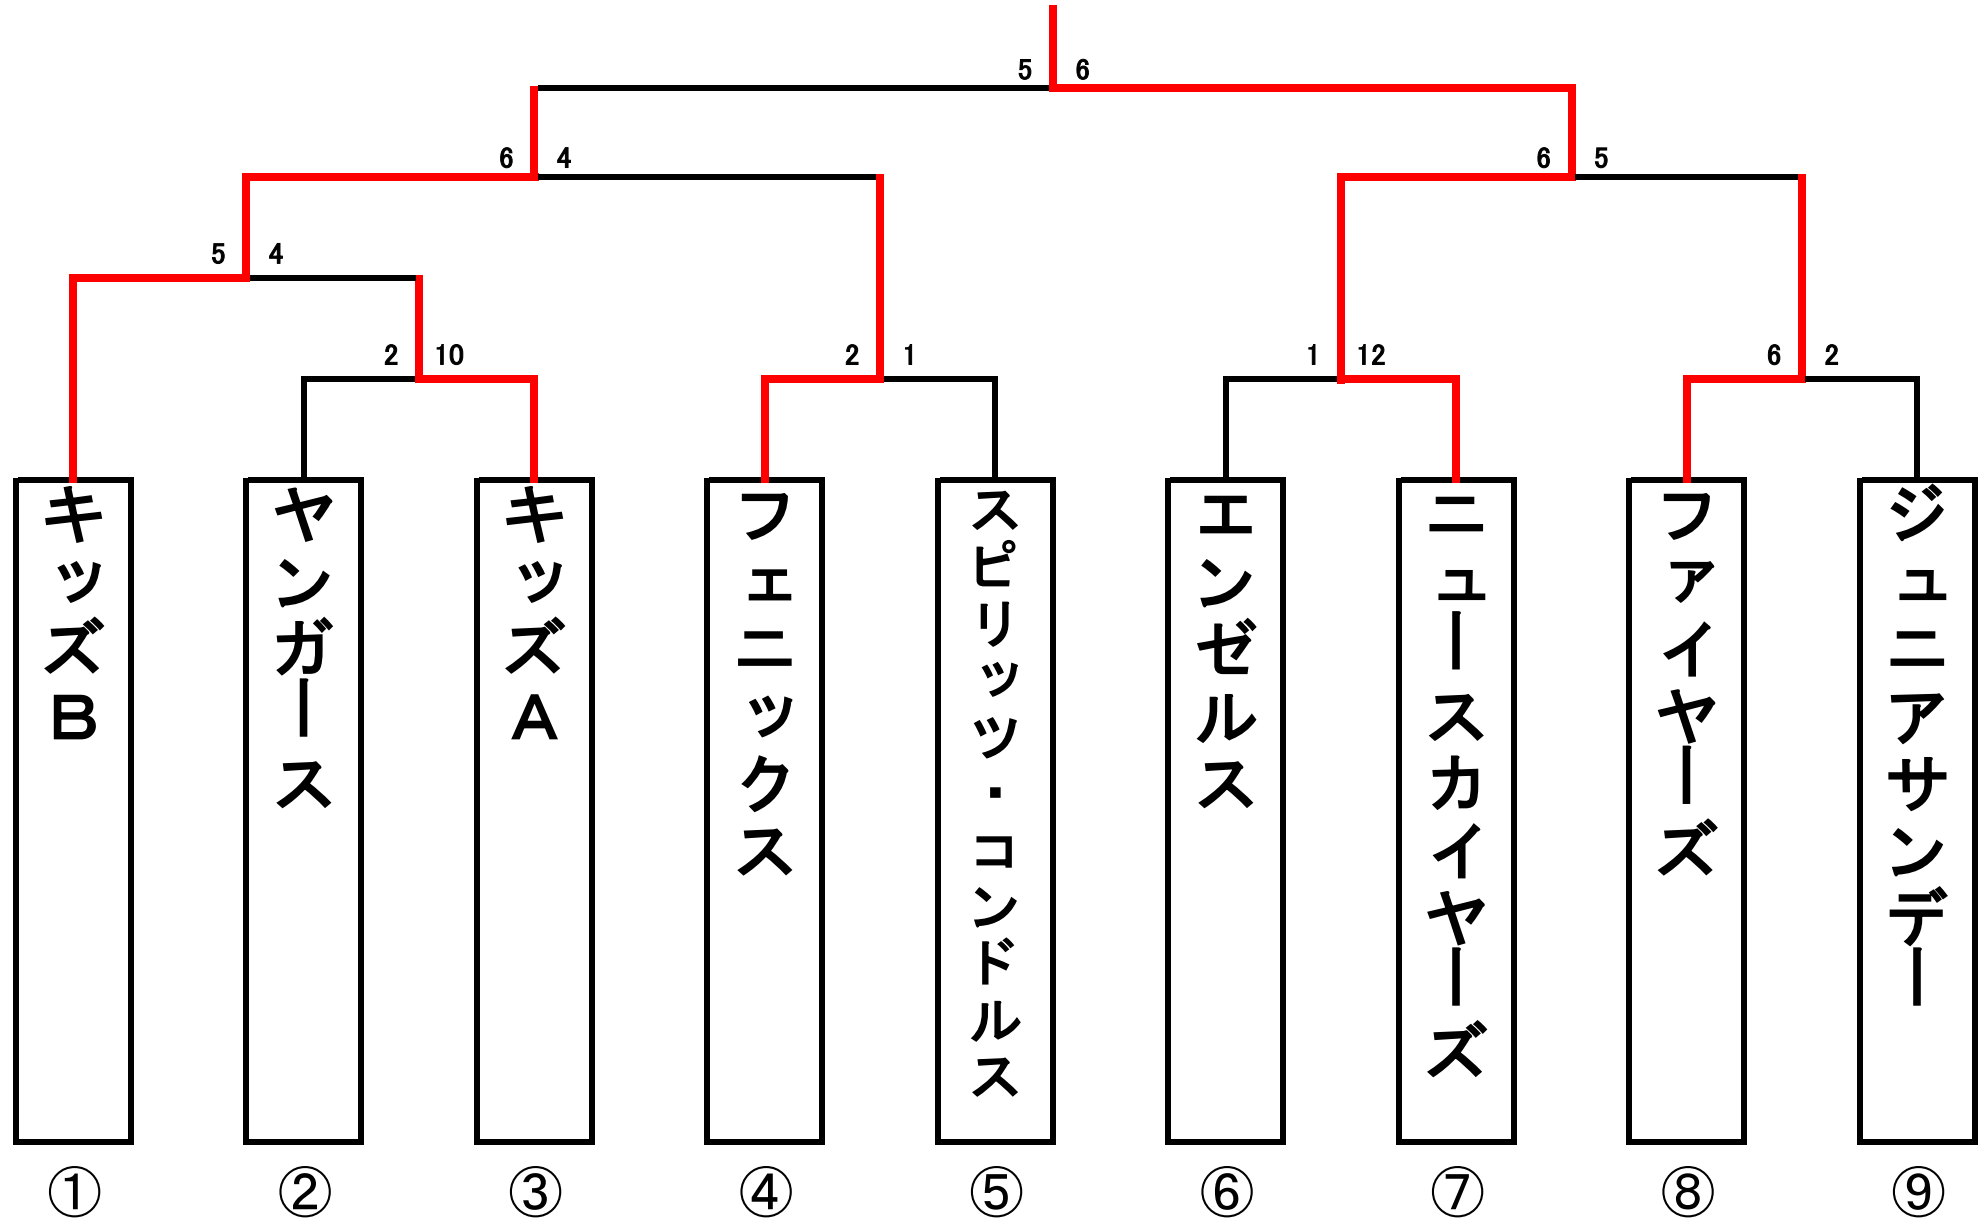 5 6
6 4
6 5
5 4
2 10
2 1
1 12
6 2
キッズB
ヤンガース
キッズA
フェニックス
スピリッツ・コンドルス
エンゼルス
ニュースカイヤーズ
ファイヤーズ
ジュニアサンデー
① ② ③ ④ ⑤ ⑥ ⑦ ⑧ ⑨